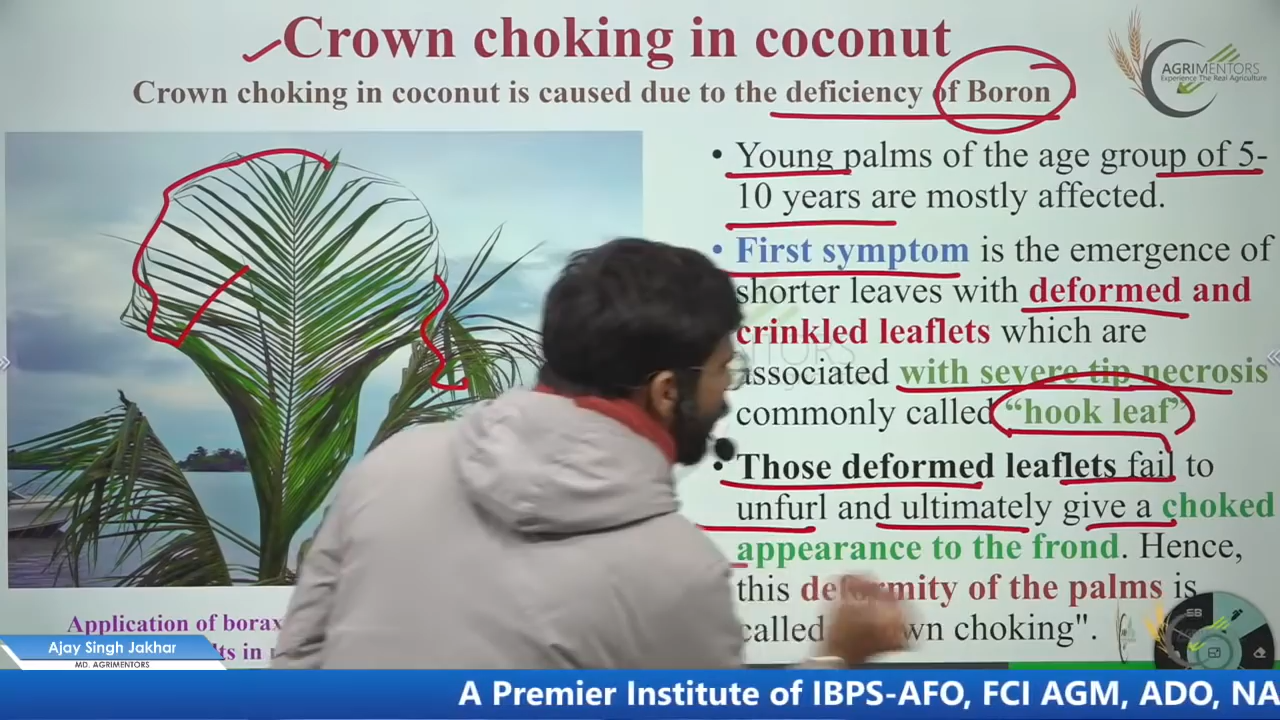 Crown choking in coconut
Crown choking in coconut is caused due to the deficiency of Boron
AGRIMENTORS
Experience The Real Agriculture
• Young palms of the age group of 5-
10 years are mostly affected.
• First symptom is the emergence of
shorter leaves with deformed and
crinkled leaflets which are
associated with severe tip necrosis
commonly called “hook leaf”
• Those deformed leaflets fail to
unfurl and ultimately give a choked
appearance to the frond. Hence,
this deformity of the palms is
called wn choking".
Application of borax
Ajay Singh Jakhar
MD. AGRIMENTORS
A Premier Institute of IBPS-AFO, FCI AGM, ADO, NA